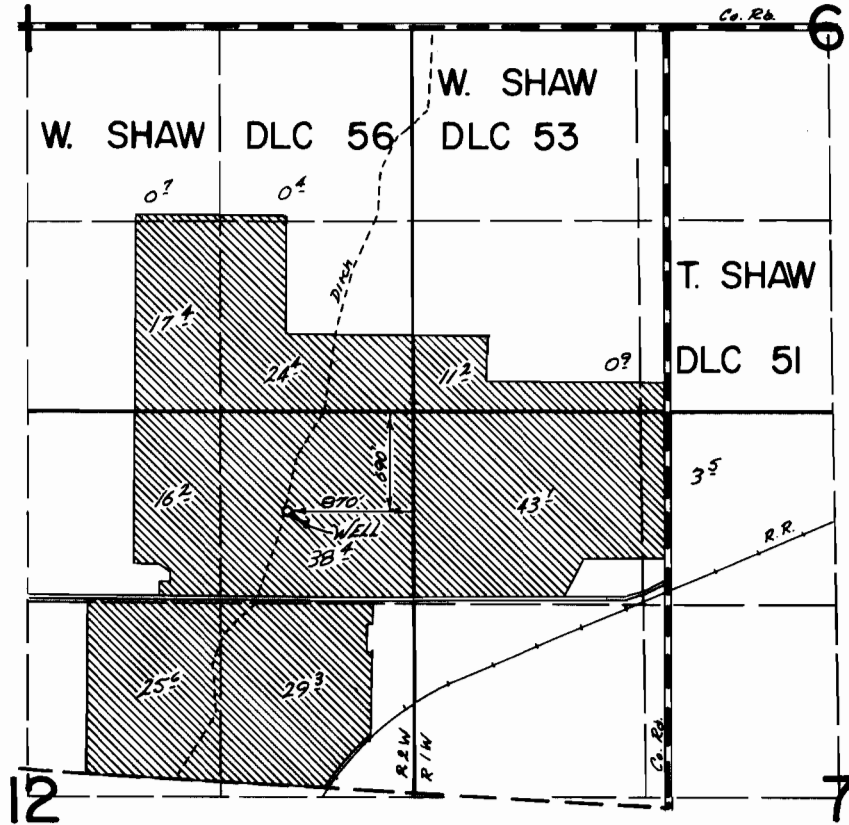 1 Co. Rd. 6
W. SHAW
W. SHAW DLC 56 DLC 53
0 7 0 4
Ditch
T. SHAW
17 4
0 9
24 4 11 2
DLC 51
690'
16 2 3 5
870' 43 1
WELL
R.R.
38 4
25 6 29 3
R 2 W
R 1 W
Co. Rd.
12 7